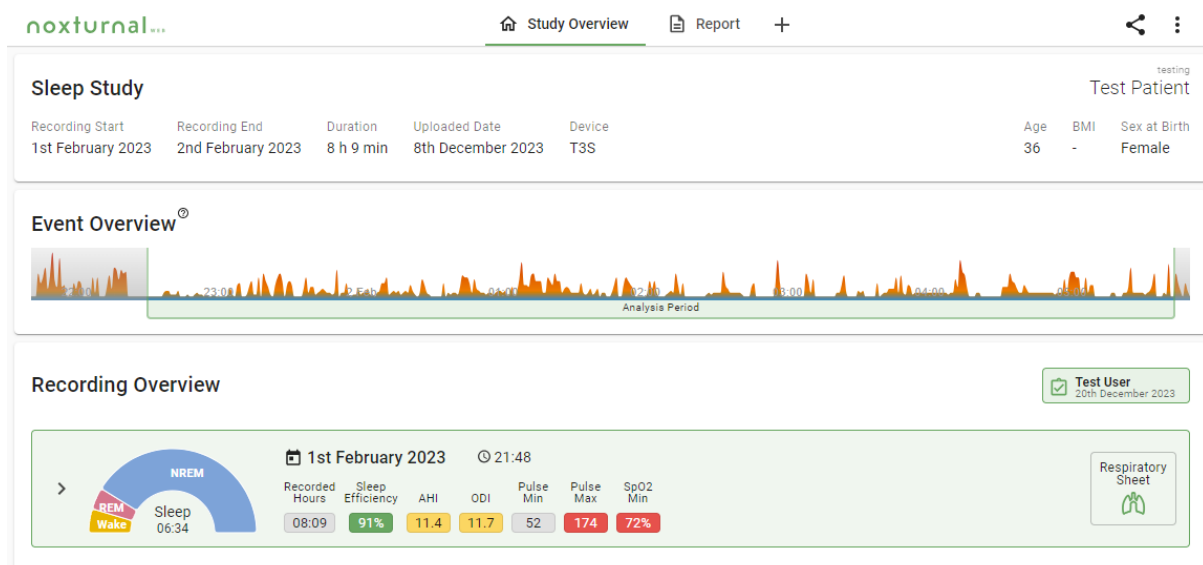 noxturnal
Study Overview
Report
testing
Sleep Study
Test Patient
Recording Start Recording End Duration Uploaded Date Device Age BMI Sex at Birth
1st February 2023 2nd February 2023 8 h 9 min 8th December 2023 T3S 36 - Female
Event Overview
23:00 2 Feb 01:00 02:00 03:00 04:00
Analysis Period
Recording Overview
Test User
20th December 2023
1st February 2023 21:48
Recorded Hours Sleep Efficiency AHI ODI Pulse Min Pulse Max SpO2 Min
08:09 91% 11.4 11.7 52 174 72%
NREM
REM
Wake
Sleep
06:34
Respiratory
Sheet